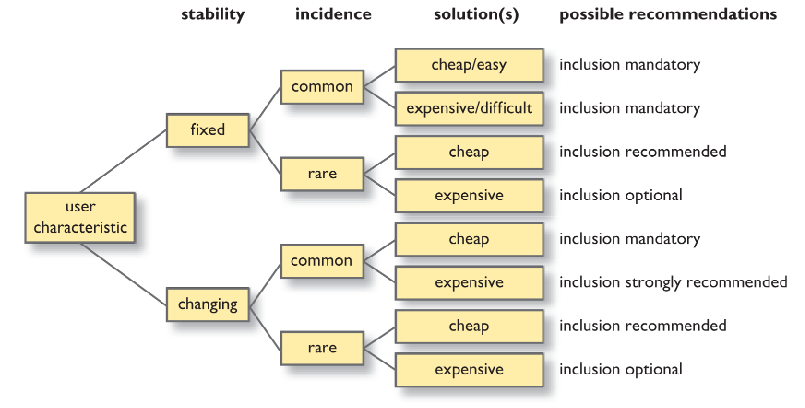 stability incidence solution(s) possible recommendations
cheap/easy inclusion mandatory
common
expensive/difficult inclusion mandatory
fixed
cheap inclusion recommended
rare
expensive inclusion optional
user
characteristic
cheap inclusion mandatory
common
expensive inclusion strongly recommended
changing
cheap inclusion recommended
rare
expensive inclusion optional